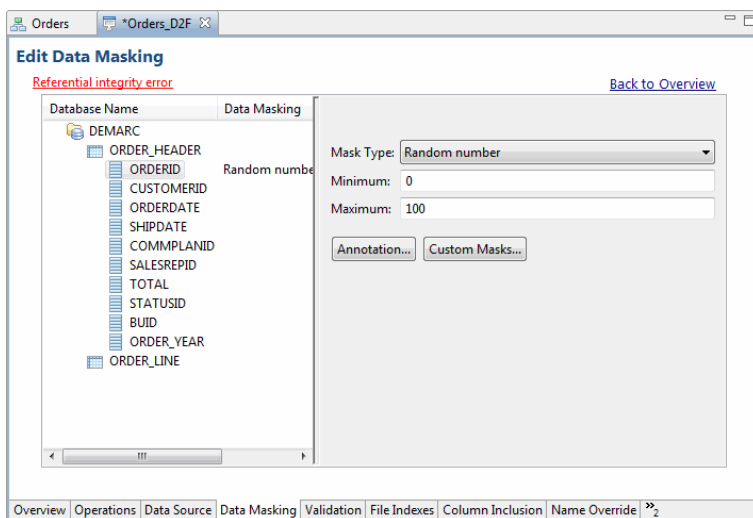 Orders
*Orders_D2F
Edit Data Masking
Referential integrity error
Back to Overview
Database Name Data Masking
DEMARC
ORDER_HEADER
ORDERID Random numbe
CUSTOMERID
ORDERDATE
SHIPDATE
COMMPLANID
SALESREPID
TOTAL
STATUSID
BUID
ORDER_YEAR
ORDER_LINE
Mask Type: Random number
Minimum: 0
Maximum: 100
Annotation... Custom Masks...
Overview Operations Data Source Data Masking Validation File Indexes Column Inclusion Name Override »2